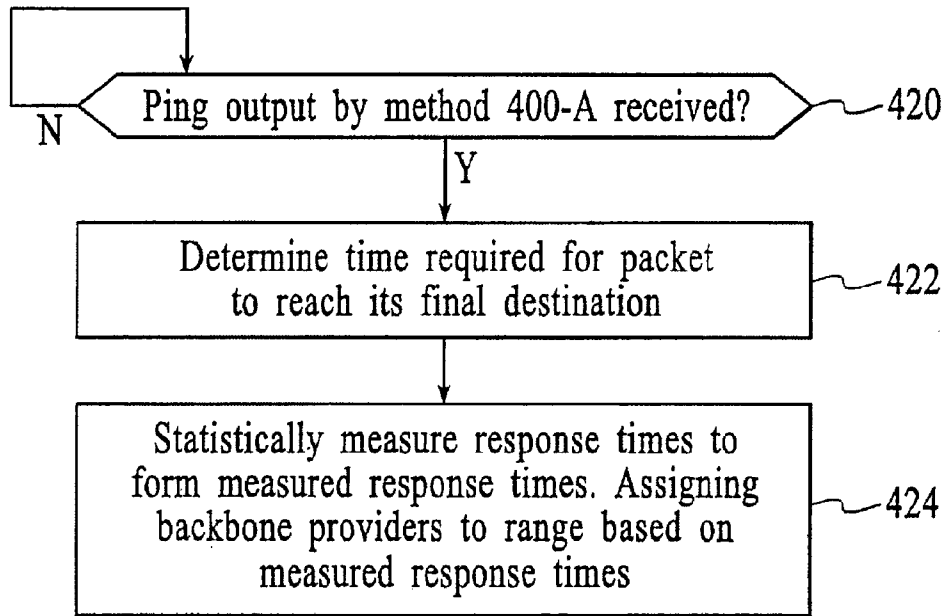 Ping output by method 400-A received?
420
N
Y
Determine time required for packet
to reach its final destination
422
Statistically measure response times to
form measured response times. Assigning
backbone providers to range based on
measured response times
424